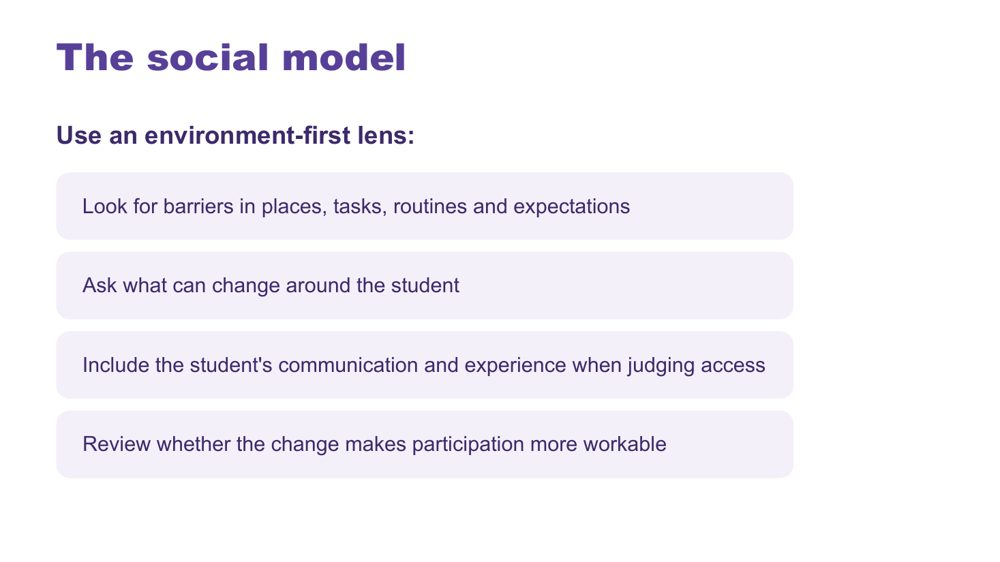 The social model
Use an environment-first lens:
Look for barriers in places, tasks, routines and expectations
Ask what can change around the student
Include the student's communication and experience when judging access
Review whether the change makes participation more workable